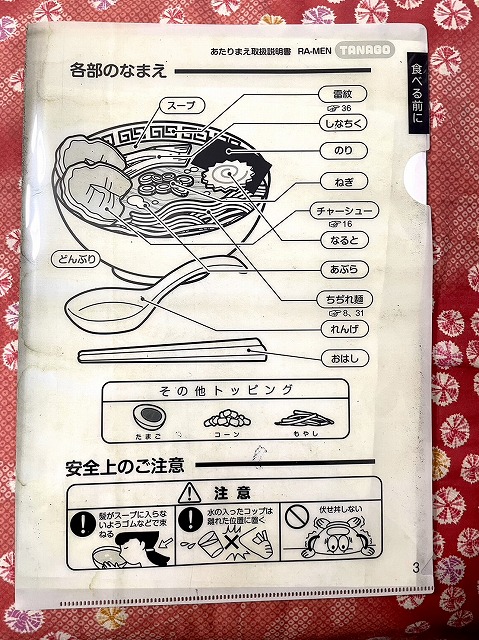 あたりまえ取扱説明書 RA-MEN TANAGO
各部のなまえ
食べる前に
スープ
雷紋
☞36
しなちく
のり
ねぎ
チャーシュー
☞16
なると
どんぶり
あぶら
ちぢれ麺
☞8、31
れんげ
おはし
その他トッピング
たまご
コーン
もやし
安全上のご注意
注意
髪がスープに入らな
いようゴムなどで束
ねる
水の入ったコップは
離れた位置に置く
伏せ丼しない
3